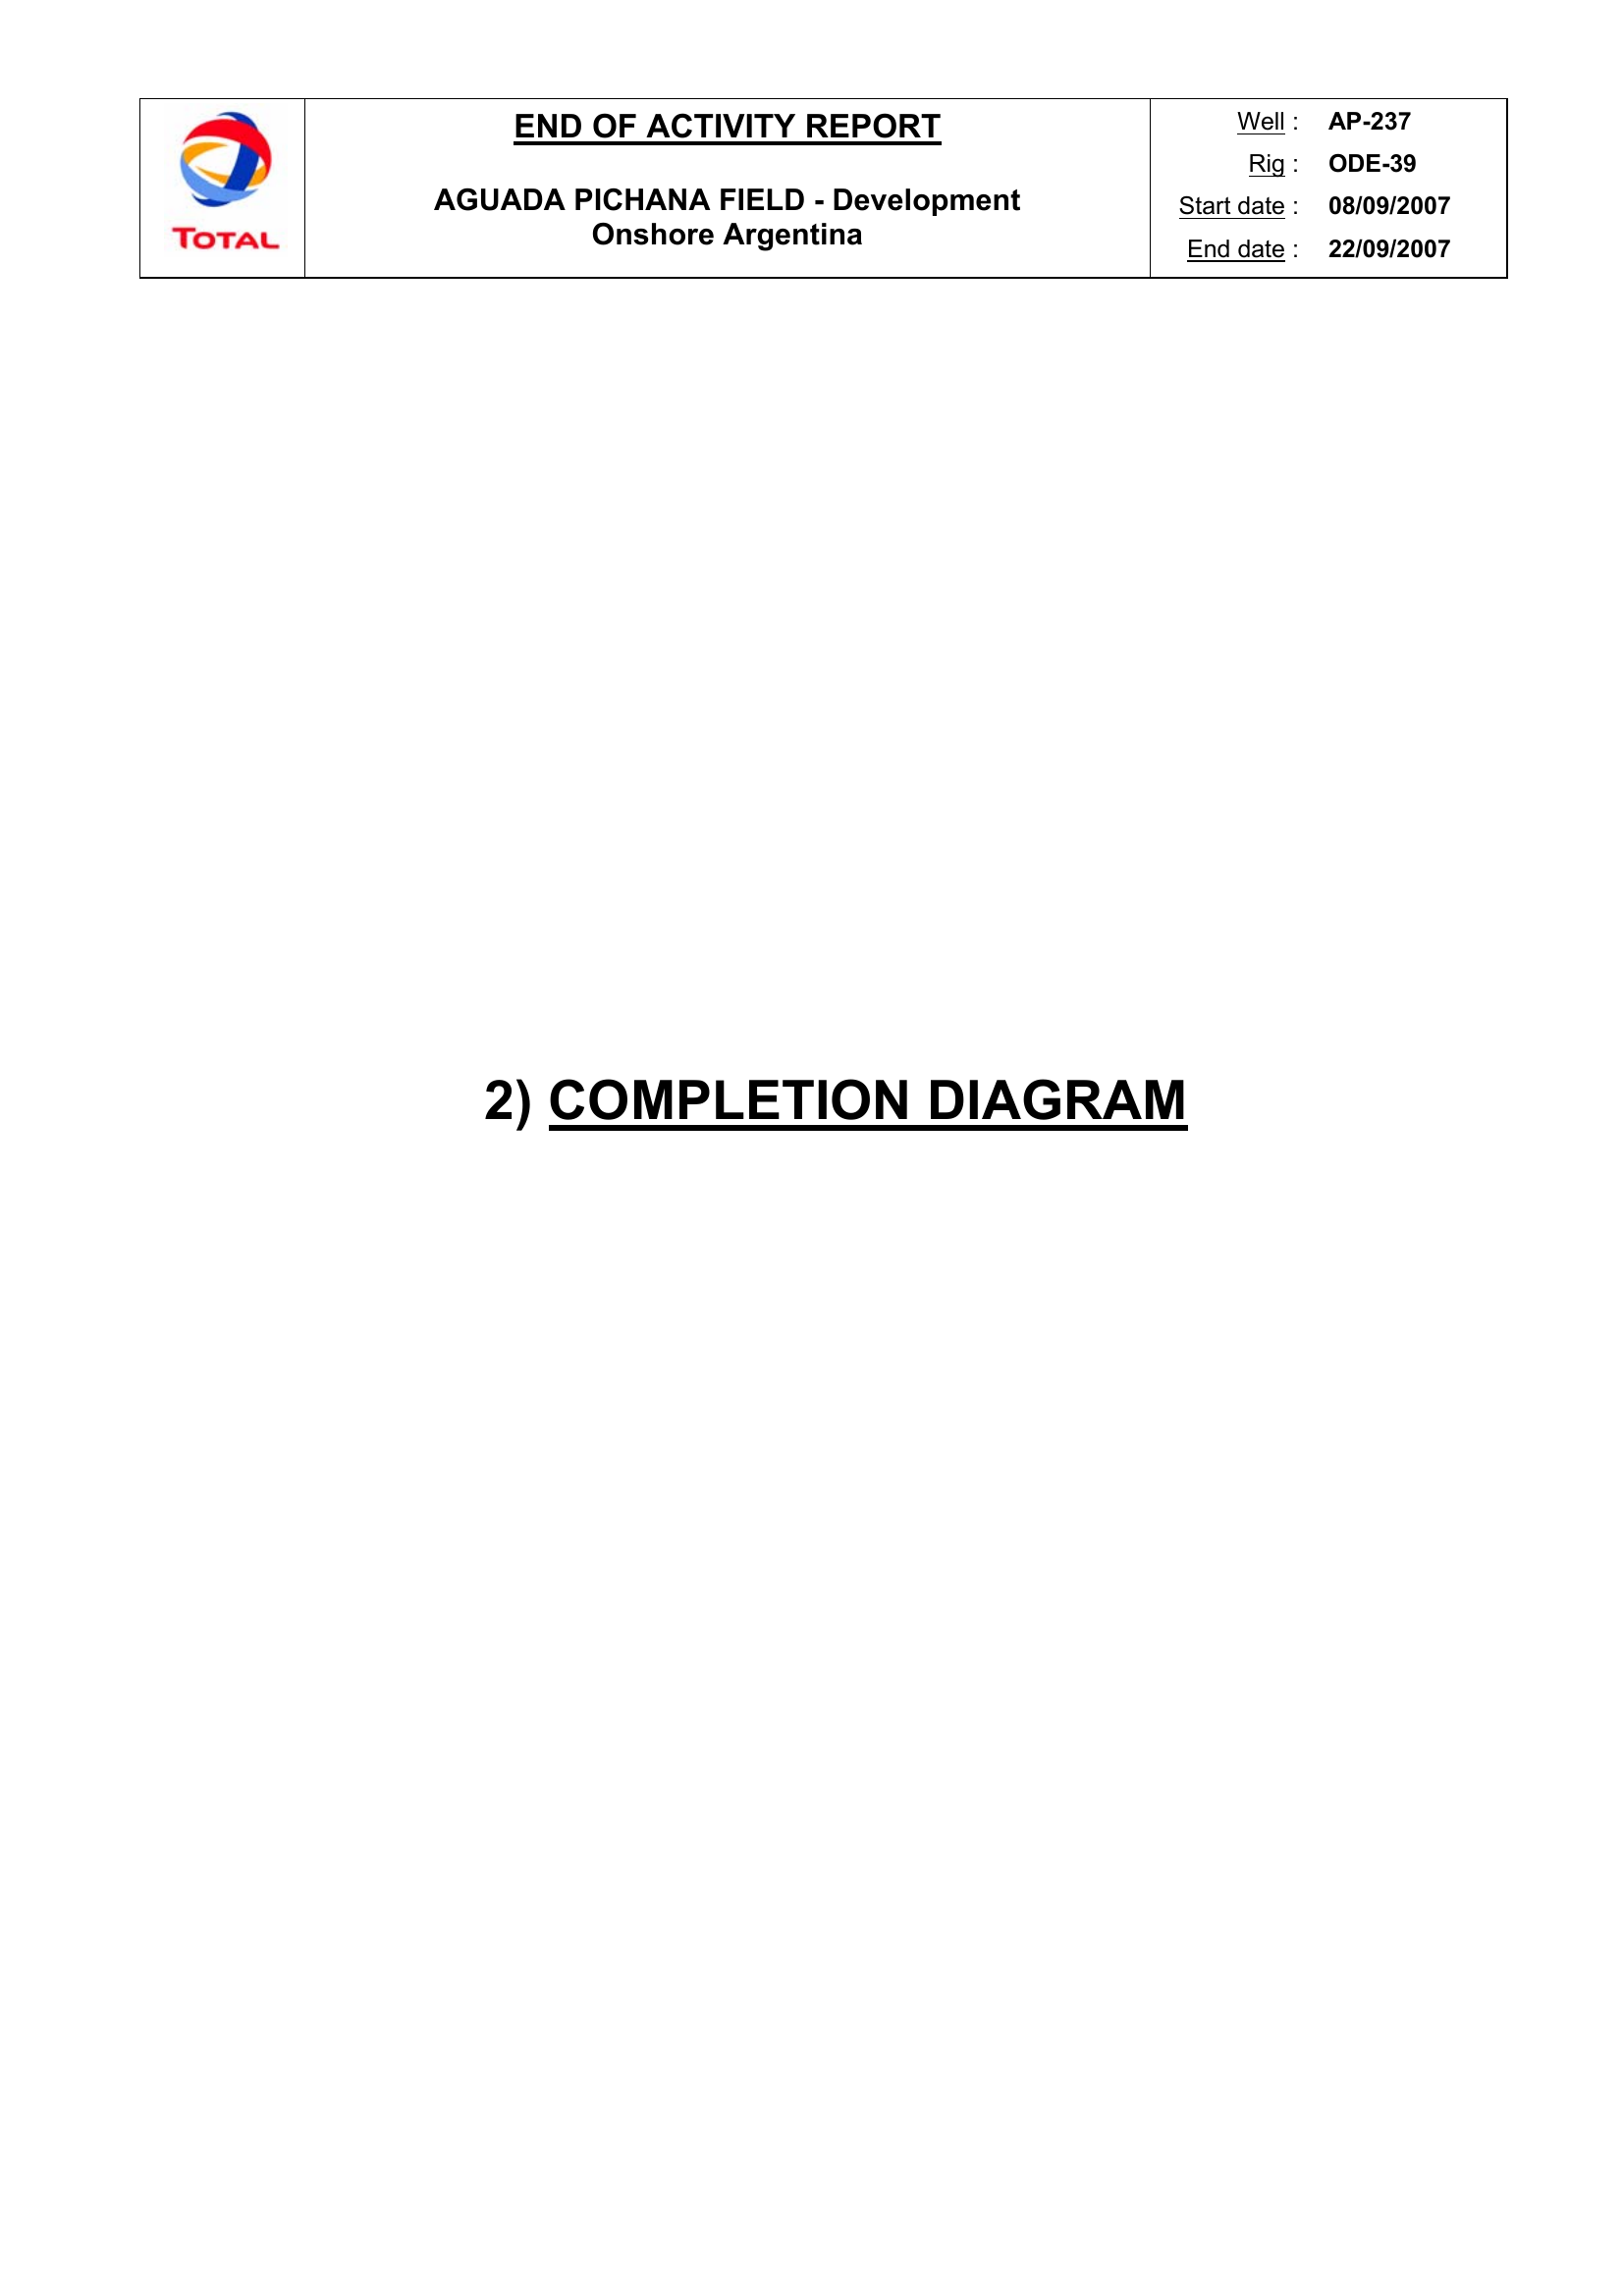 TOTAL
END OF ACTIVITY REPORT
AGUADA PICHANA FIELD - Development
Onshore Argentina
Well : AP-237
Rig : ODE-39
Start date : 08/09/2007
End date : 22/09/2007
2) COMPLETION DIAGRAM